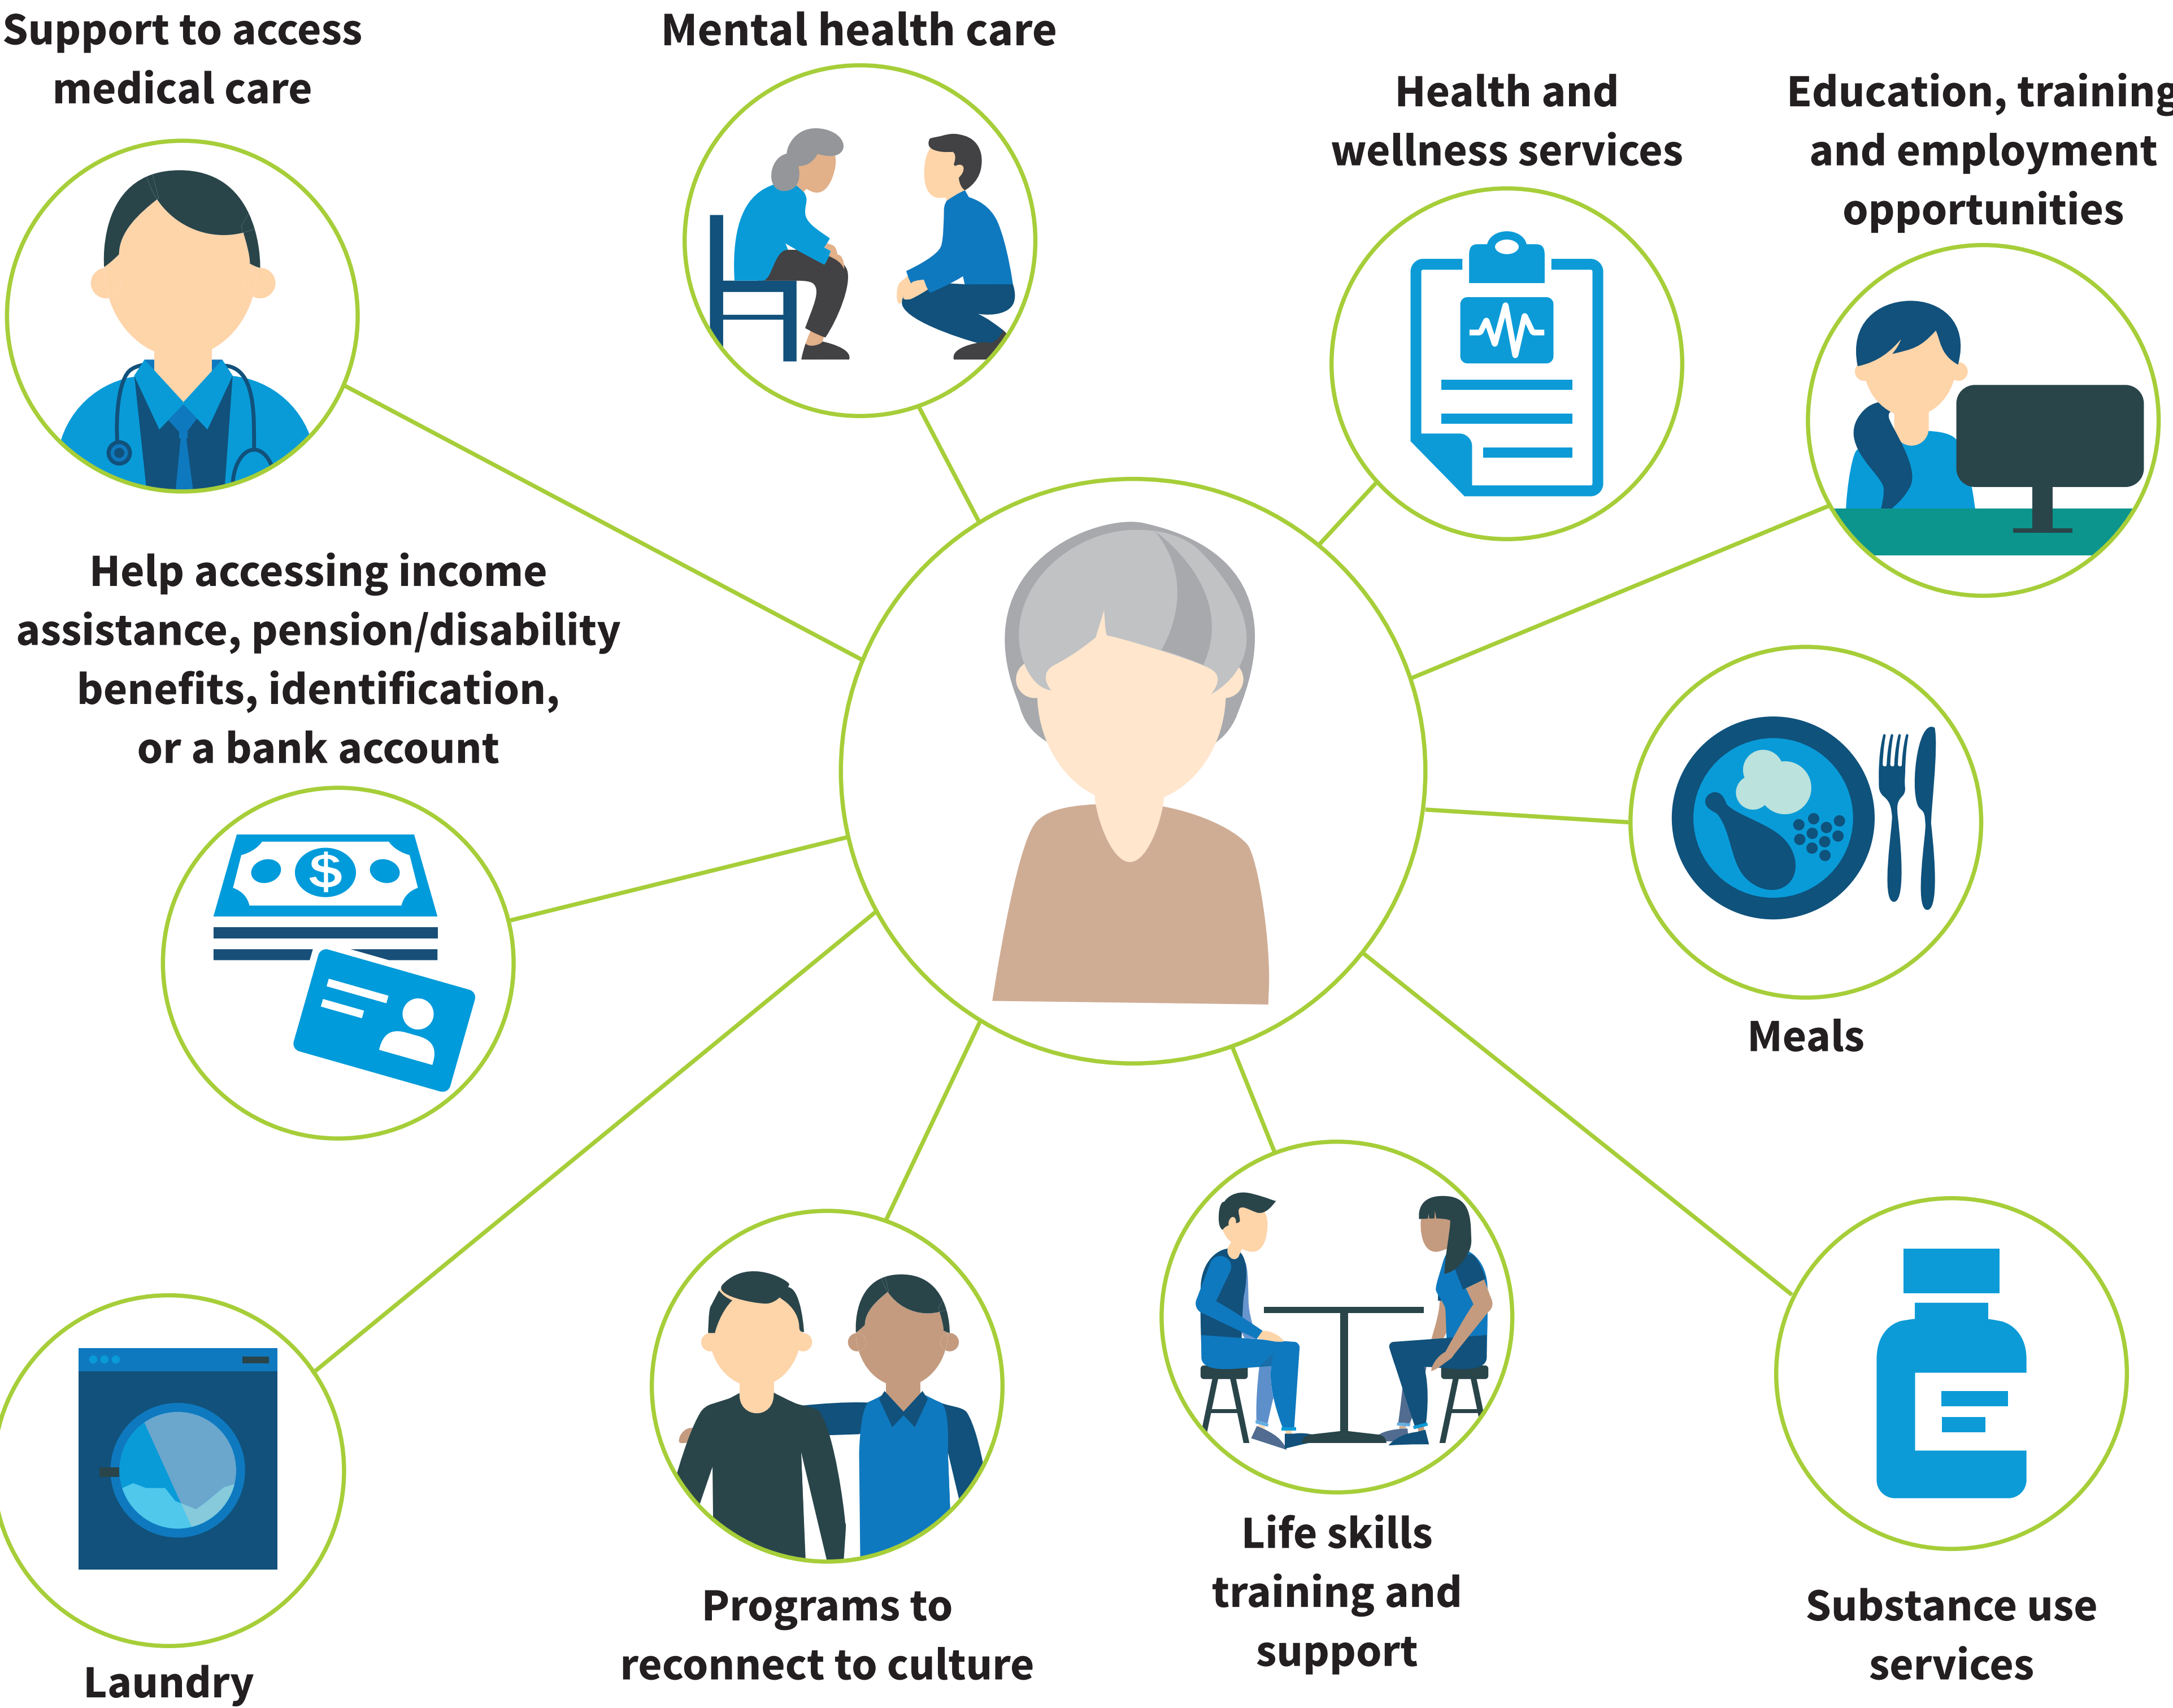 Support to access
medical care
Mental health care
Health and
wellness services
Education, training
and employment
opportunities
Help accessing income
assistance, pension/disability
benefits, identification,
or a bank account
$
Meals
Laundry
Programs to
reconnect to culture
Life skills
training and
support
Substance use
services